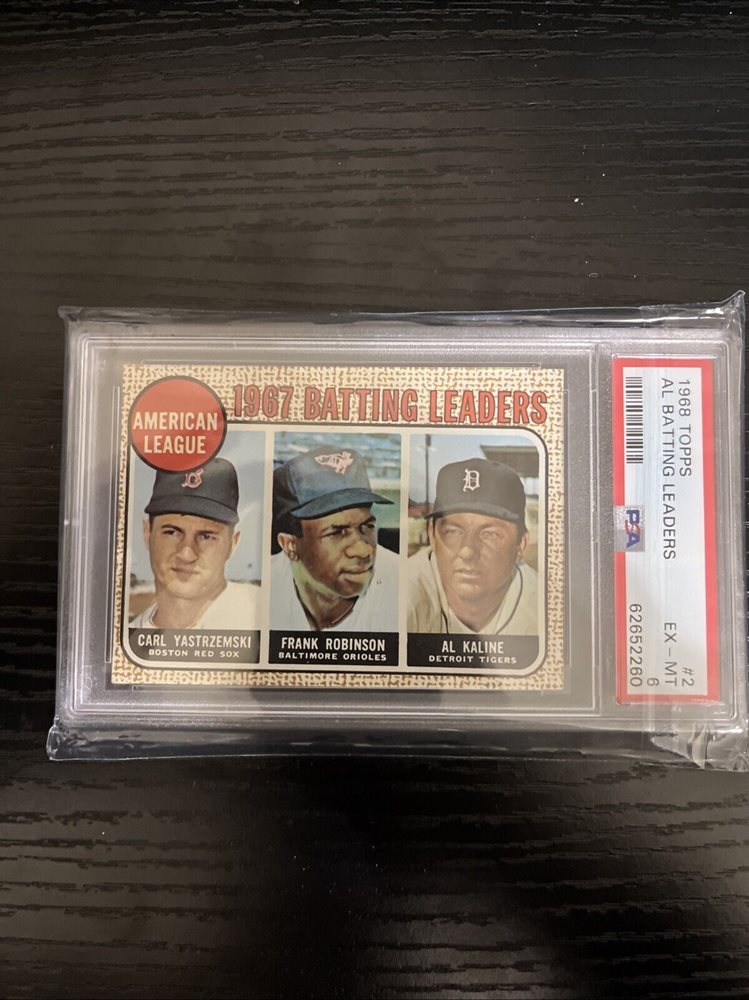 AMERICAN
LEAGUE
1967 BATTING LEADERS
D
CARL YASTRZEMSKI
BOSTON RED SOX
FRANK ROBINSON
BALTIMORE ORIOLES
AL KALINE
DETROIT TIGERS
1968 TOPPS #2
AL BATTING LEADERS EX - MT
6
PSA 62652260